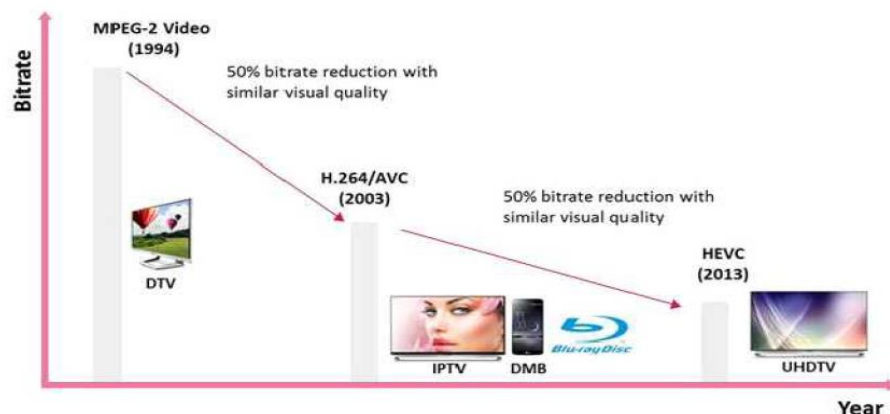 MPEG-2 Video
(1994)
Bitrate
50% bitrate reduction with
similar visual quality
H.264/AVC
(2003)
50% bitrate reduction with
similar visual quality
HEVC
(2013)
DTV
IPTV
DMB
Blu-ray Disc
UHDTV
Year